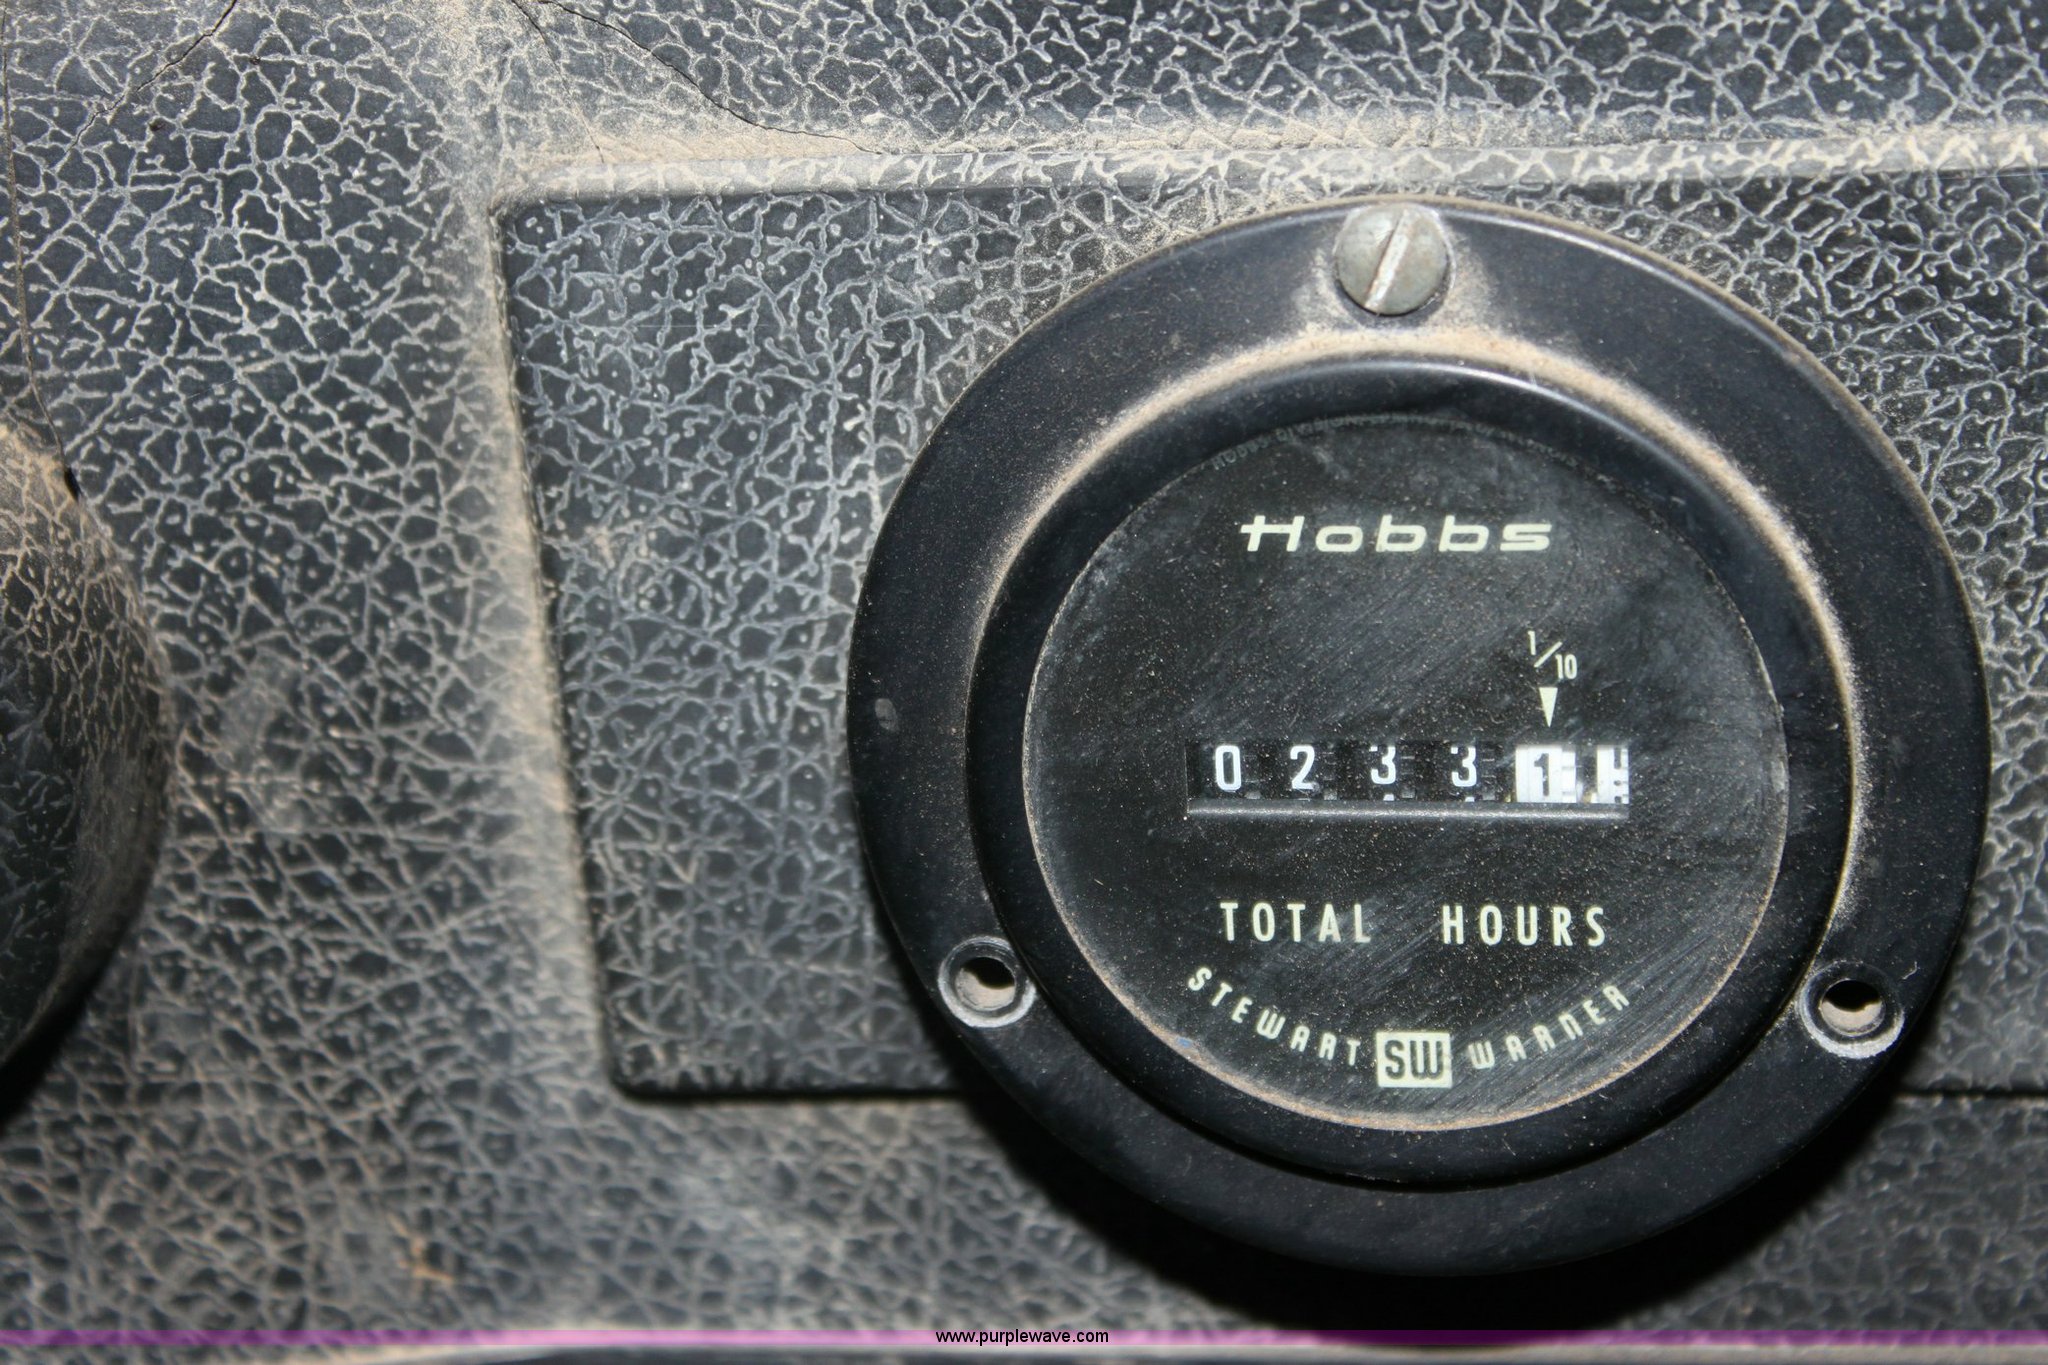 Hobbs
1/10
0 2 3 3 1
TOTAL HOURS
STEWART SW WARNER
www.purplewave.com